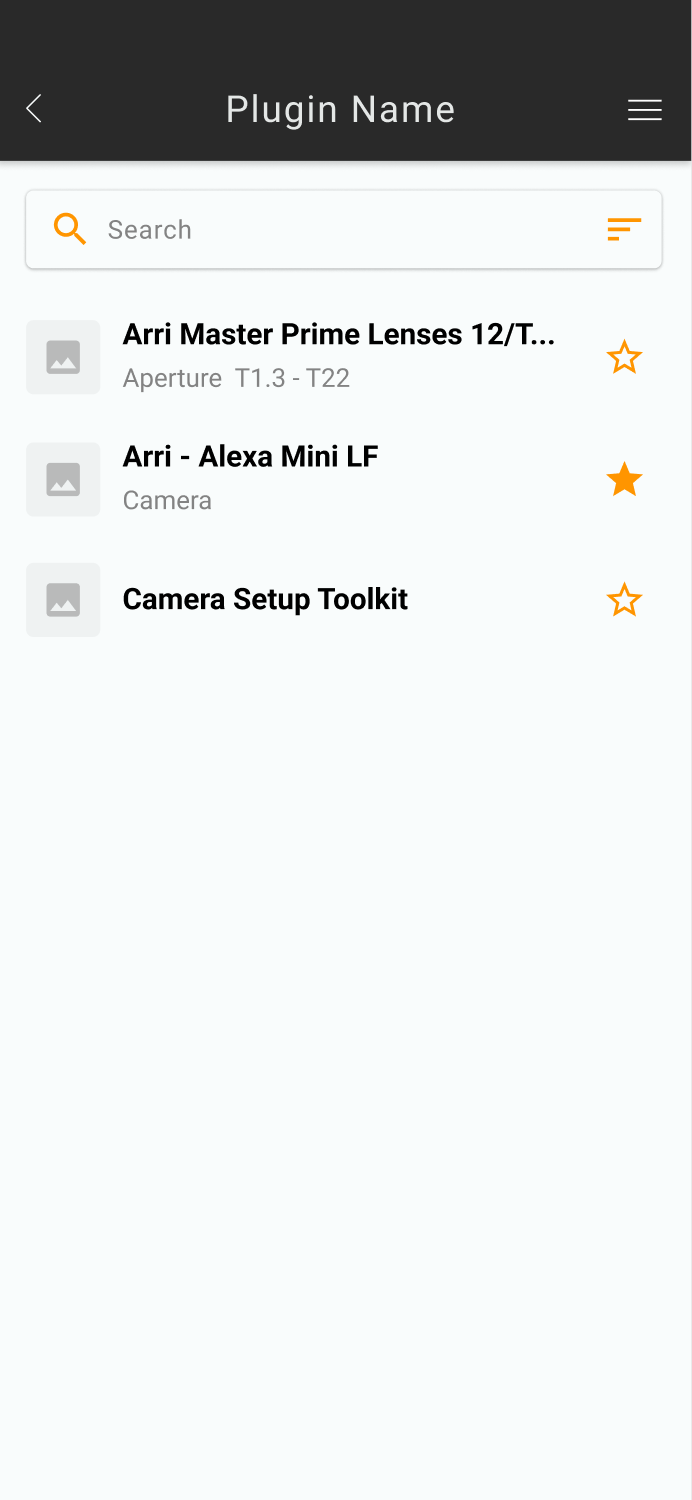 Plugin Name
Search
Arri Master Prime Lenses 12/T...
Aperture T1.3 - T22
Arri - Alexa Mini LF
Camera
Camera Setup Toolkit